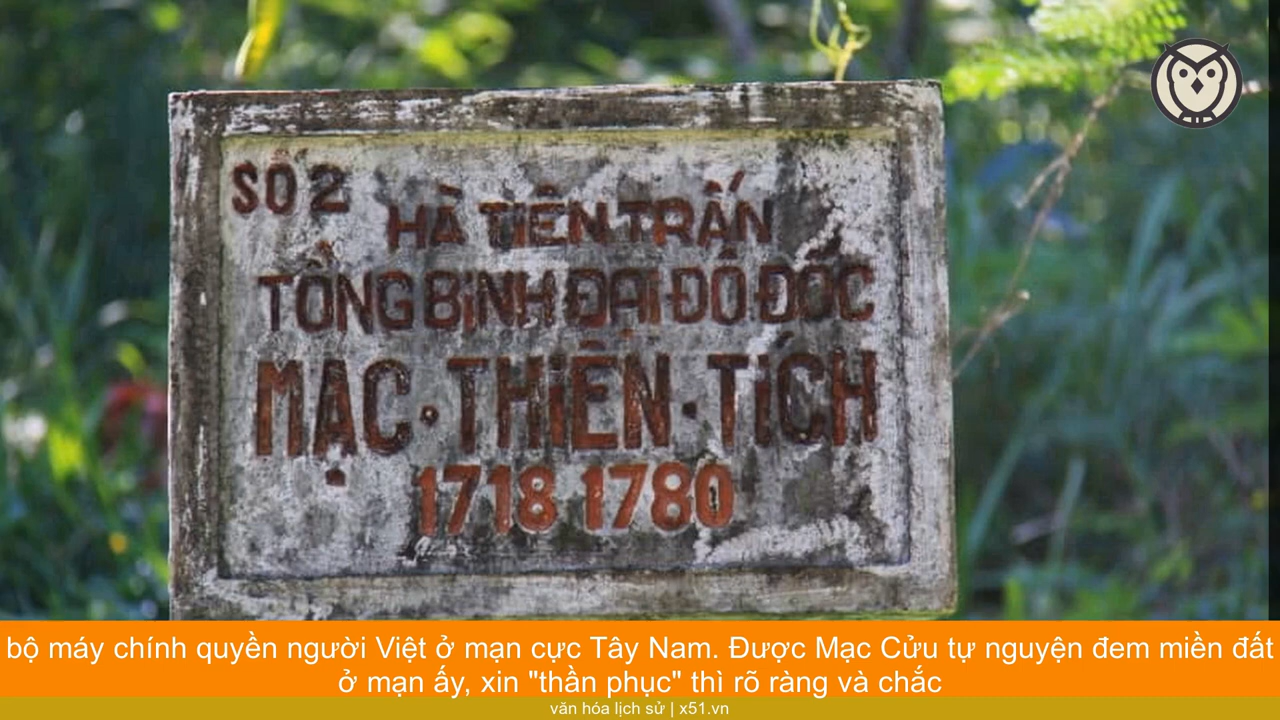 SỐ 2
HÀ TIÊN TRẤN
TỔNG BINH ĐẠI ĐÔ ĐỐC
MẠC · THIÊN · TÍCH
1718 1780
bộ máy chính quyền người Việt ở mạn cực Tây Nam. Được Mạc Cửu tự nguyện đem miền đất
ở mạn ấy, xin "thần phục" thì rõ ràng và chắc
văn hóa lịch sử | x51.vn